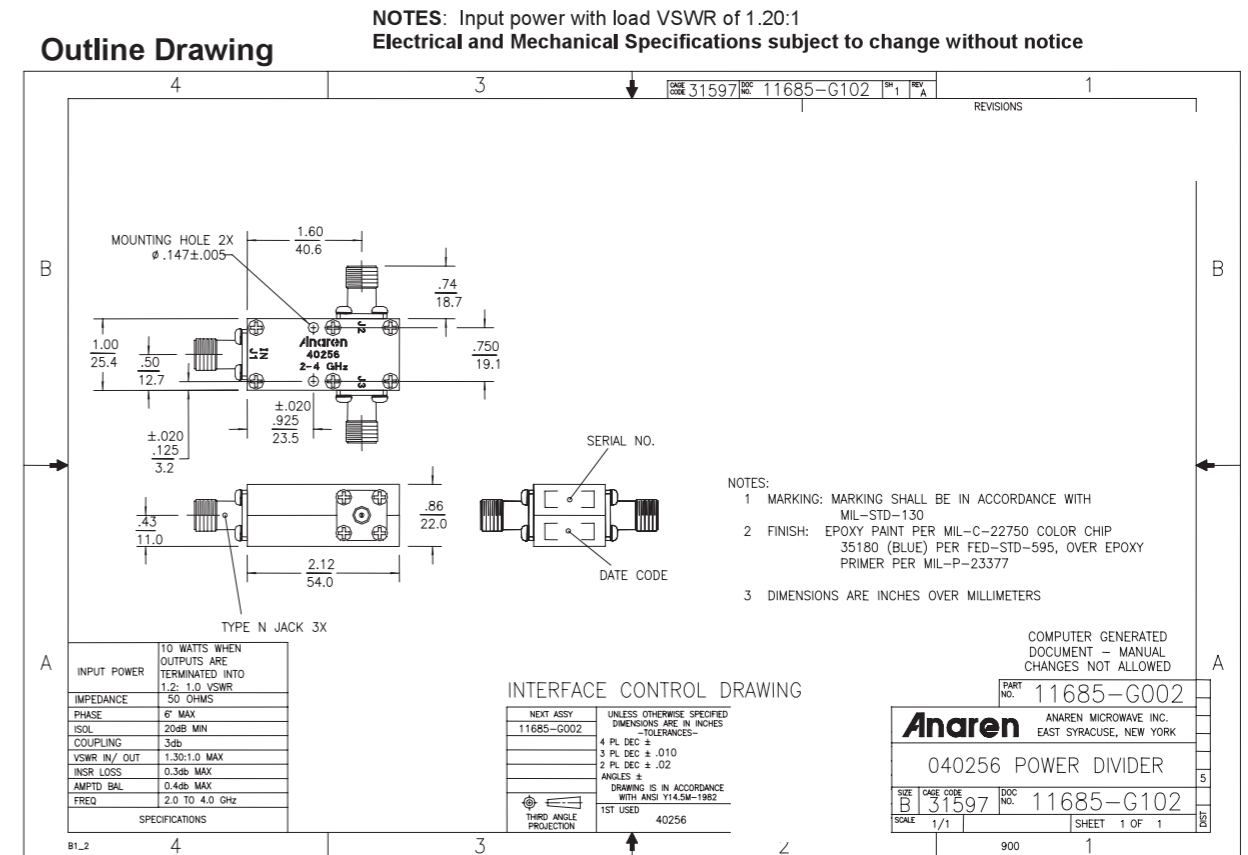 NOTES: Input power with load VSWR of 1.20:1
Outline Drawing
Electrical and Mechanical Specifications subject to change without notice
4
3
CAGE CODE 31597 DOC NO. 11685-G102 SH 1 REV A
1
REVISIONS
B
B
MOUNTING HOLE 2X
ø .147±.005
1.60
40.6
.74
18.7
1.00
25.4
.50
12.7
.750
19.1
J1
IN
J2
J3
Anaren
40256
2-4 GHz
±.020
.925
23.5
±.020
.125
3.2
SERIAL NO.
.43
11.0
.86
22.0
2.12
54.0
DATE CODE
TYPE N JACK 3X
NOTES:
1 MARKING: MARKING SHALL BE IN ACCORDANCE WITH
MIL-STD-130
2 FINISH: EPOXY PAINT PER MIL-C-22750 COLOR CHIP
35180 (BLUE) PER FED-STD-595, OVER EPOXY
PRIMER PER MIL-P-23377
3 DIMENSIONS ARE INCHES OVER MILLIMETERS
COMPUTER GENERATED
DOCUMENT - MANUAL
CHANGES NOT ALLOWED
A
A
INPUT POWER
10 WATTS WHEN
OUTPUTS ARE
TERMINATED INTO
1.2: 1.0 VSWR
IMPEDANCE 50 OHMS
PHASE 6° MAX
ISOL 20dB MIN
COUPLING 3db
VSWR IN/ OUT 1.30:1.0 MAX
INSR LOSS 0.3db MAX
AMPTD BAL 0.4db MAX
FREQ 2.0 TO 4.0 GHz
SPECIFICATIONS
INTERFACE CONTROL DRAWING
NEXT ASSY
11685-G002
UNLESS OTHERWISE SPECIFIED
DIMENSIONS ARE IN INCHES
-TOLERANCES-
4 PL DEC ±
3 PL DEC ± .010
2 PL DEC ± .02
ANGLES ±
DRAWING IS IN ACCORDANCE
WITH ANSI Y14.5M-1982
THIRD ANGLE
PROJECTION
1ST USED
40256
PART NO. 11685-G002
Anaren
ANAREN MICROWAVE INC.
EAST SYRACUSE, NEW YORK
040256 POWER DIVIDER
5
SIZE B CAGE CODE 31597 DOC NO. 11685-G102
SCALE 1/1 SHEET 1 OF 1
DIST
B1_2
4
3
2
900
1